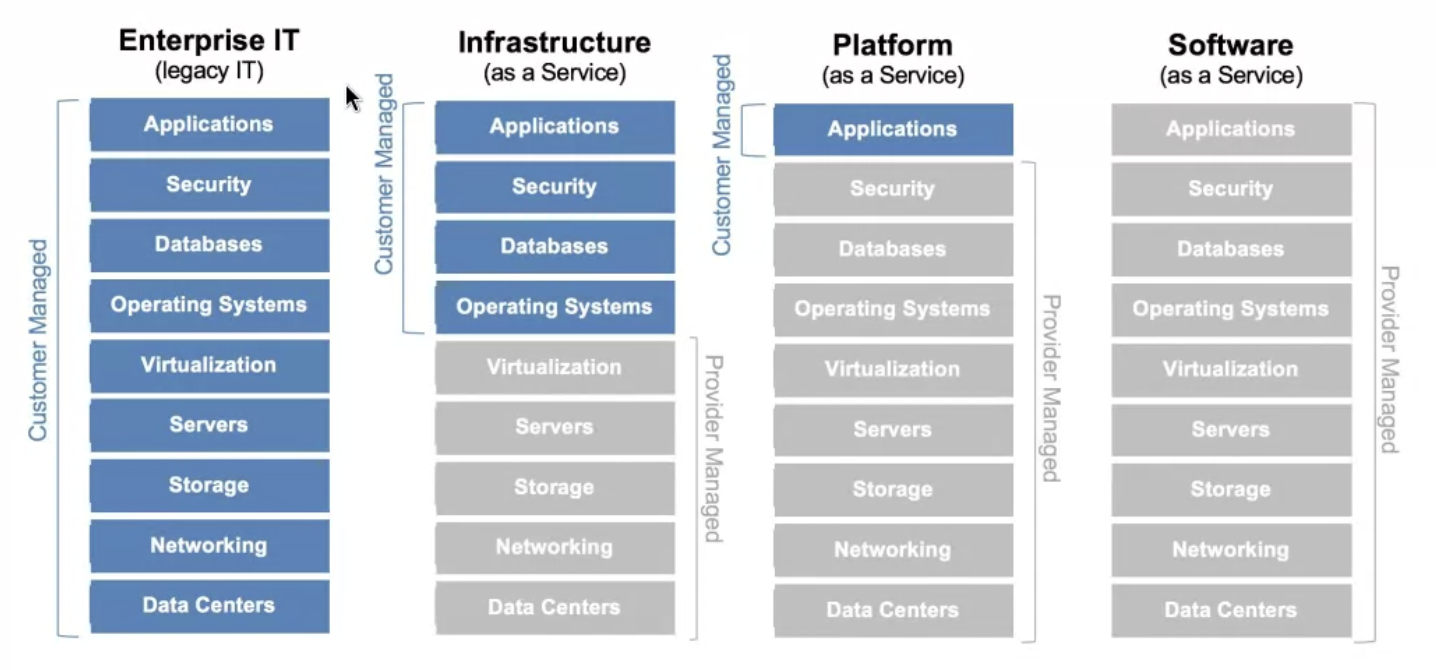 Enterprise IT
(legacy IT)
Customer Managed
Applications
Security
Databases
Operating Systems
Virtualization
Servers
Storage
Networking
Data Centers
Infrastructure
(as a Service)
Customer Managed
Applications
Security
Databases
Operating Systems
Virtualization
Servers
Storage
Networking
Data Centers
Provider Managed
Platform
(as a Service)
Customer Managed
Applications
Security
Databases
Operating Systems
Virtualization
Servers
Storage
Networking
Data Centers
Provider Managed
Software
(as a Service)
Applications
Security
Databases
Operating Systems
Virtualization
Servers
Storage
Networking
Data Centers
Provider Managed